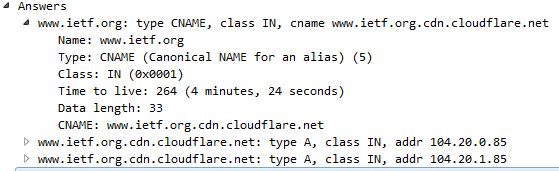 Answers
www.ietf.org: type CNAME, class IN, cname www.ietf.org.cdn.cloudflare.net
Name: www.ietf.org
Type: CNAME (Canonical NAME for an alias) (5)
Class: IN (0x0001)
Time to live: 264 (4 minutes, 24 seconds)
Data length: 33
CNAME: www.ietf.org.cdn.cloudflare.net
www.ietf.org.cdn.cloudflare.net: type A, class IN, addr 104.20.0.85
www.ietf.org.cdn.cloudflare.net: type A, class IN, addr 104.20.1.85